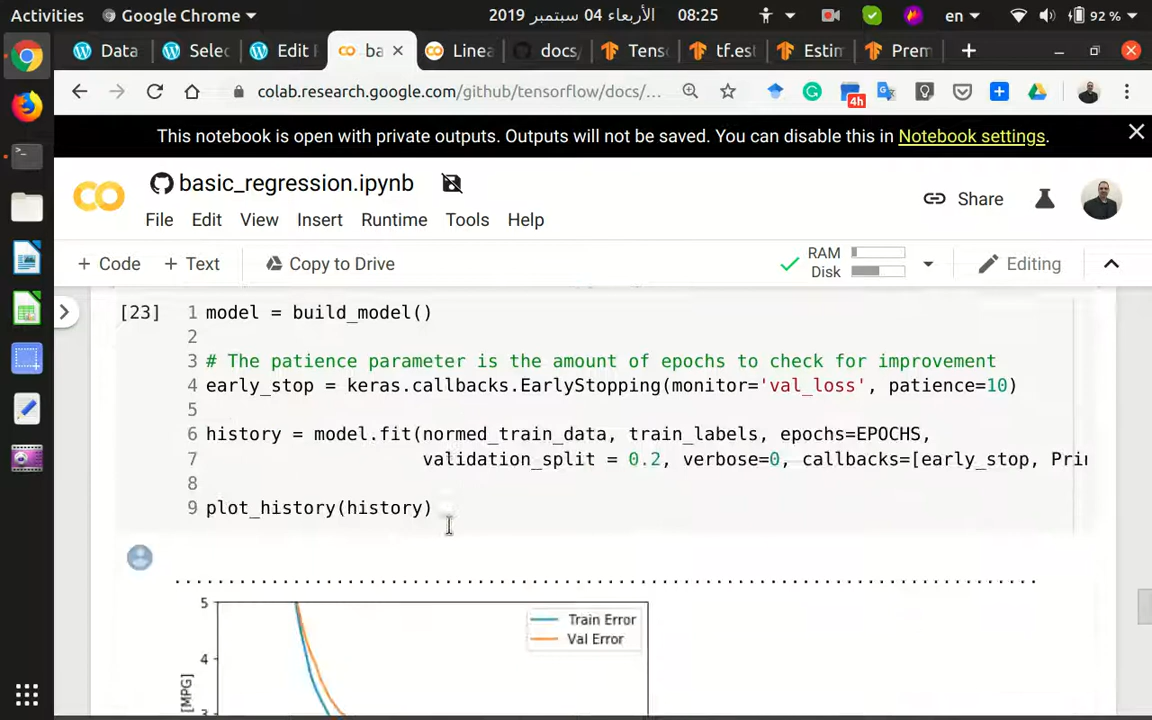 Activities Google Chrome الأربعاء 04 سبتمبر 2019 08:25 en 92 %
Data Selec Edit ba Linea docs/ Tens tf.est Estim Prem
colab.research.google.com/github/tensorflow/docs/... 4h
This notebook is open with private outputs. Outputs will not be saved. You can disable this in Notebook settings.
basic_regression.ipynb
Share
File Edit View Insert Runtime Tools Help
+ Code + Text Copy to Drive RAM Disk Editing
[23] 1 model = build_model()
2
3 # The patience parameter is the amount of epochs to check for improvement
4 early_stop = keras.callbacks.EarlyStopping(monitor='val_loss', patience=10)
5
6 history = model.fit(normed_train_data, train_labels, epochs=EPOCHS,
7 validation_split = 0.2, verbose=0, callbacks=[early_stop, Prin
8
9 plot_history(history)
................................................................................
5
Train Error
Val Error
4
[MPG]
3